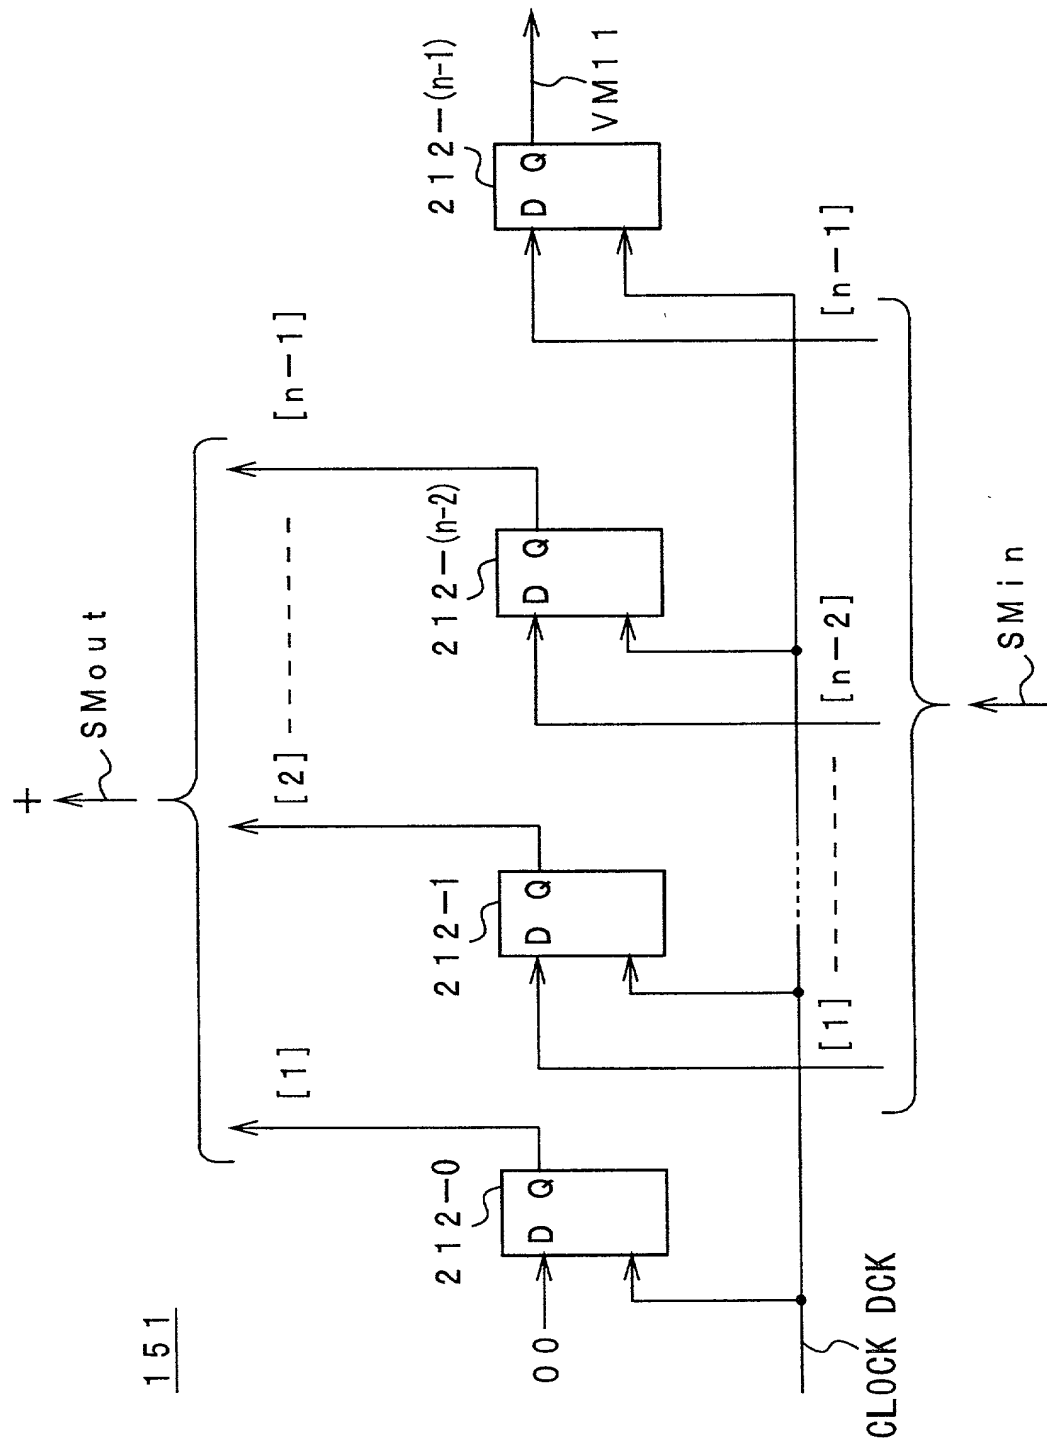 151
+
SMout
[1]
[2]
[n-1]
212-0
212-1
212-(n-2)
212-(n-1)
00
D Q
D Q
D Q
D Q
VM11
[1]
[n-2]
[n-1]
CLOCK DCK
SMin